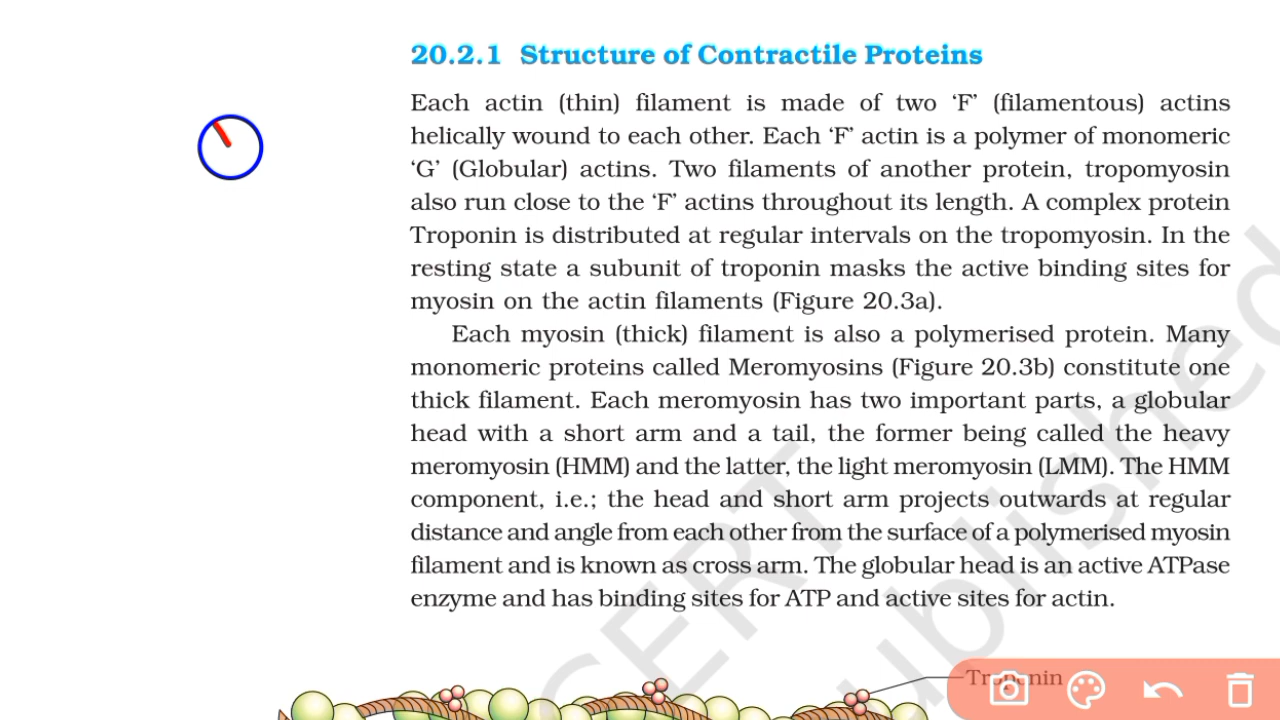 20.2.1 Structure of Contractile Proteins
Each actin (thin) filament is made of two ‘F’ (filamentous) actins
helically wound to each other. Each ‘F’ actin is a polymer of monomeric
‘G’ (Globular) actins. Two filaments of another protein, tropomyosin
also run close to the ‘F’ actins throughout its length. A complex protein
Troponin is distributed at regular intervals on the tropomyosin. In the
resting state a subunit of troponin masks the active binding sites for
myosin on the actin filaments (Figure 20.3a).
Each myosin (thick) filament is also a polymerised protein. Many
monomeric proteins called Meromyosins (Figure 20.3b) constitute one
thick filament. Each meromyosin has two important parts, a globular
head with a short arm and a tail, the former being called the heavy
meromyosin (HMM) and the latter, the light meromyosin (LMM). The HMM
component, i.e.; the head and short arm projects outwards at regular
distance and angle from each other from the surface of a polymerised myosin
filament and is known as cross arm. The globular head is an active ATPase
enzyme and has binding sites for ATP and active sites for actin.
Troponin